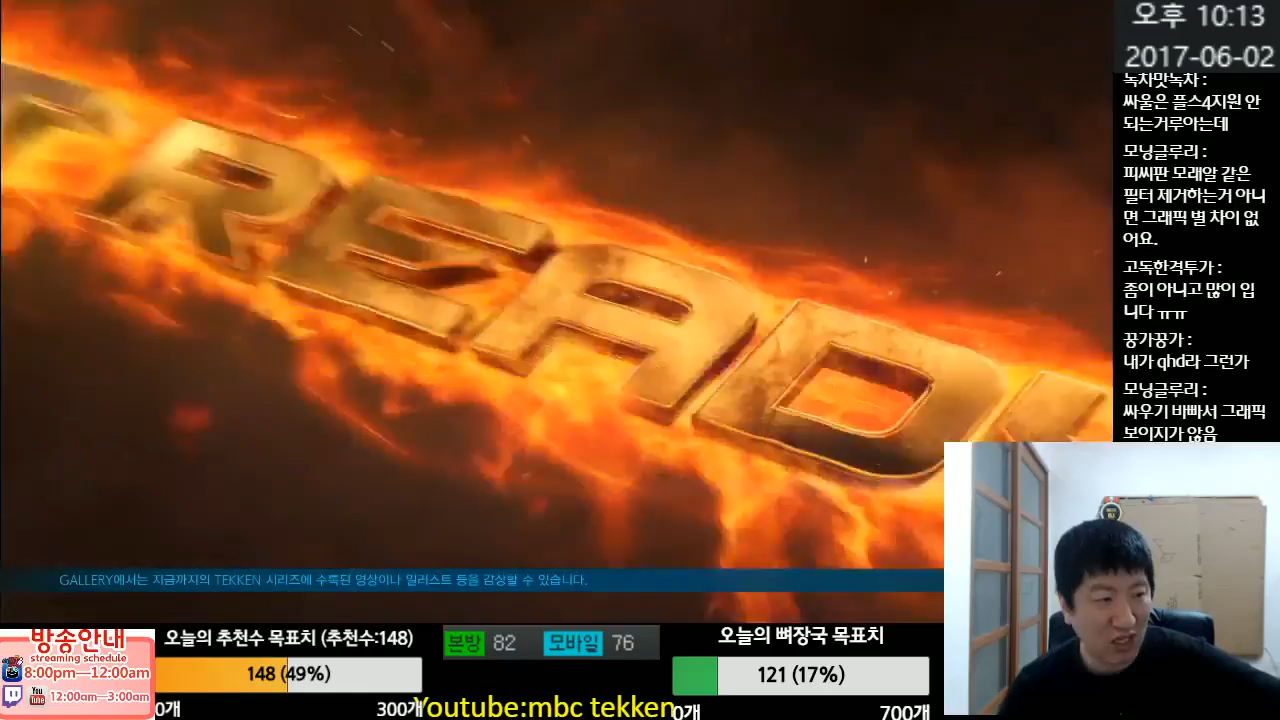 오후 10:13
2017-06-02
READY
독차맛녹차 :
싸울은 플스4지원 안
되는거루아는데
모닝글루리 :
피씨판 모래알 같은
필터 제거하는거 아니
면 그래픽 별 차이 없
어요.
고독한격투가 :
좀이 아니고 많이 입
니다 ㅠㅠ
꿍가꿍가 :
내가 qhd라 그런가
모닝글루리 :
싸우기 바빠서 그래픽
보이지가 않음
GALLERY에서는 지금까지의 TEKKEN 시리즈에 수록된 영상이나 일러스트 등을 감상할 수 있습니다.
방송안내
streaming schedule
8:00pm—12:00am
You Tube 12:00am—3:00am
오늘의 추천수 목표치 (추천수:148)
148 (49%)
0개 300개
본방 82 모바일 76
Youtube:mbc tekken
오늘의 뼈장국 목표치
121 (17%)
0개 700개